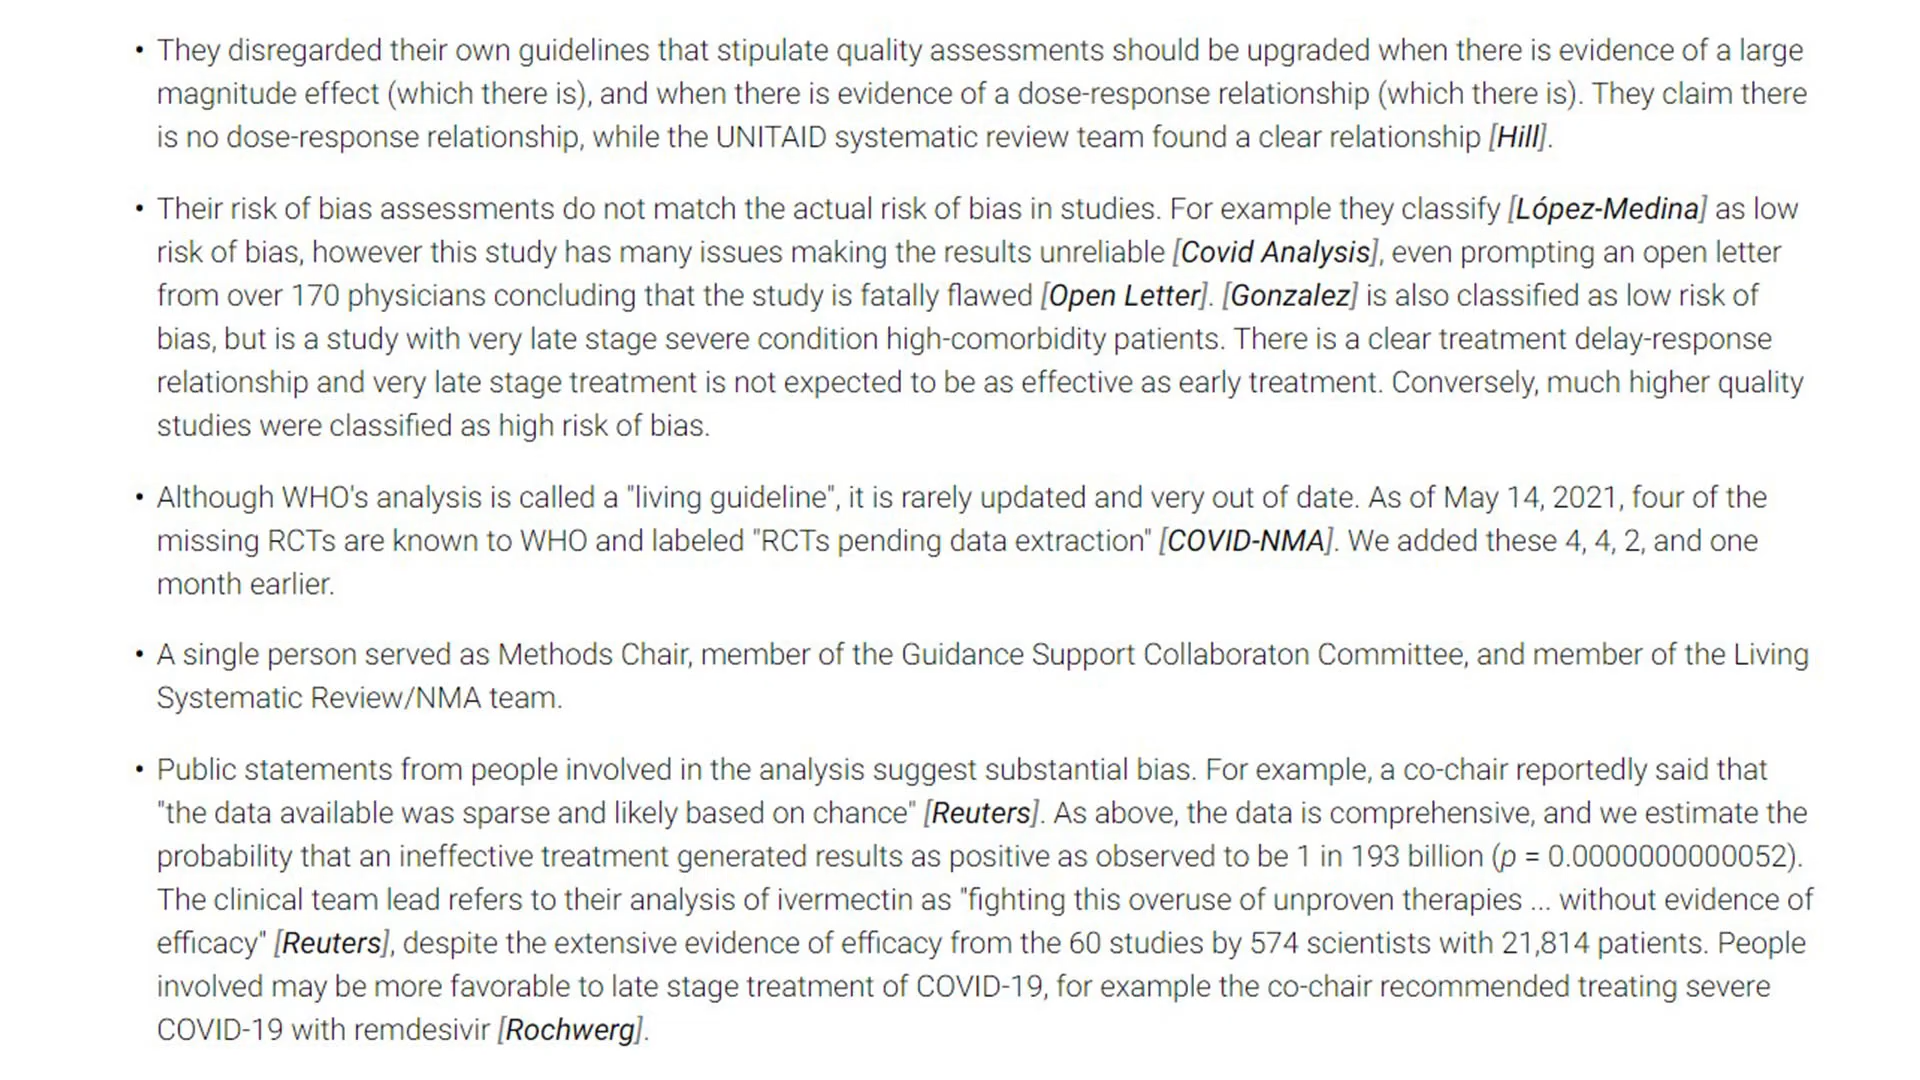 • They disregarded their own guidelines that stipulate quality assessments should be upgraded when there is evidence of a large
magnitude effect (which there is), and when there is evidence of a dose-response relationship (which there is). They claim there
is no dose-response relationship, while the UNITAID systematic review team found a clear relationship [Hill].
• Their risk of bias assessments do not match the actual risk of bias in studies. For example they classify [López-Medina] as low
risk of bias, however this study has many issues making the results unreliable [Covid Analysis], even prompting an open letter
from over 170 physicians concluding that the study is fatally flawed [Open Letter]. [Gonzalez] is also classified as low risk of
bias, but is a study with very late stage severe condition high-comorbidity patients. There is a clear treatment delay-response
relationship and very late stage treatment is not expected to be as effective as early treatment. Conversely, much higher quality
studies were classified as high risk of bias.
• Although WHO's analysis is called a "living guideline", it is rarely updated and very out of date. As of May 14, 2021, four of the
missing RCTs are known to WHO and labeled "RCTs pending data extraction" [COVID-NMA]. We added these 4, 4, 2, and one
month earlier.
• A single person served as Methods Chair, member of the Guidance Support Collaboraton Committee, and member of the Living
Systematic Review/NMA team.
• Public statements from people involved in the analysis suggest substantial bias. For example, a co-chair reportedly said that
"the data available was sparse and likely based on chance" [Reuters]. As above, the data is comprehensive, and we estimate the
probability that an ineffective treatment generated results as positive as observed to be 1 in 193 billion (p = 0.0000000000052).
The clinical team lead refers to their analysis of ivermectin as "fighting this overuse of unproven therapies ... without evidence of
efficacy" [Reuters], despite the extensive evidence of efficacy from the 60 studies by 574 scientists with 21,814 patients. People
involved may be more favorable to late stage treatment of COVID-19, for example the co-chair recommended treating severe
COVID-19 with remdesivir [Rochwerg].